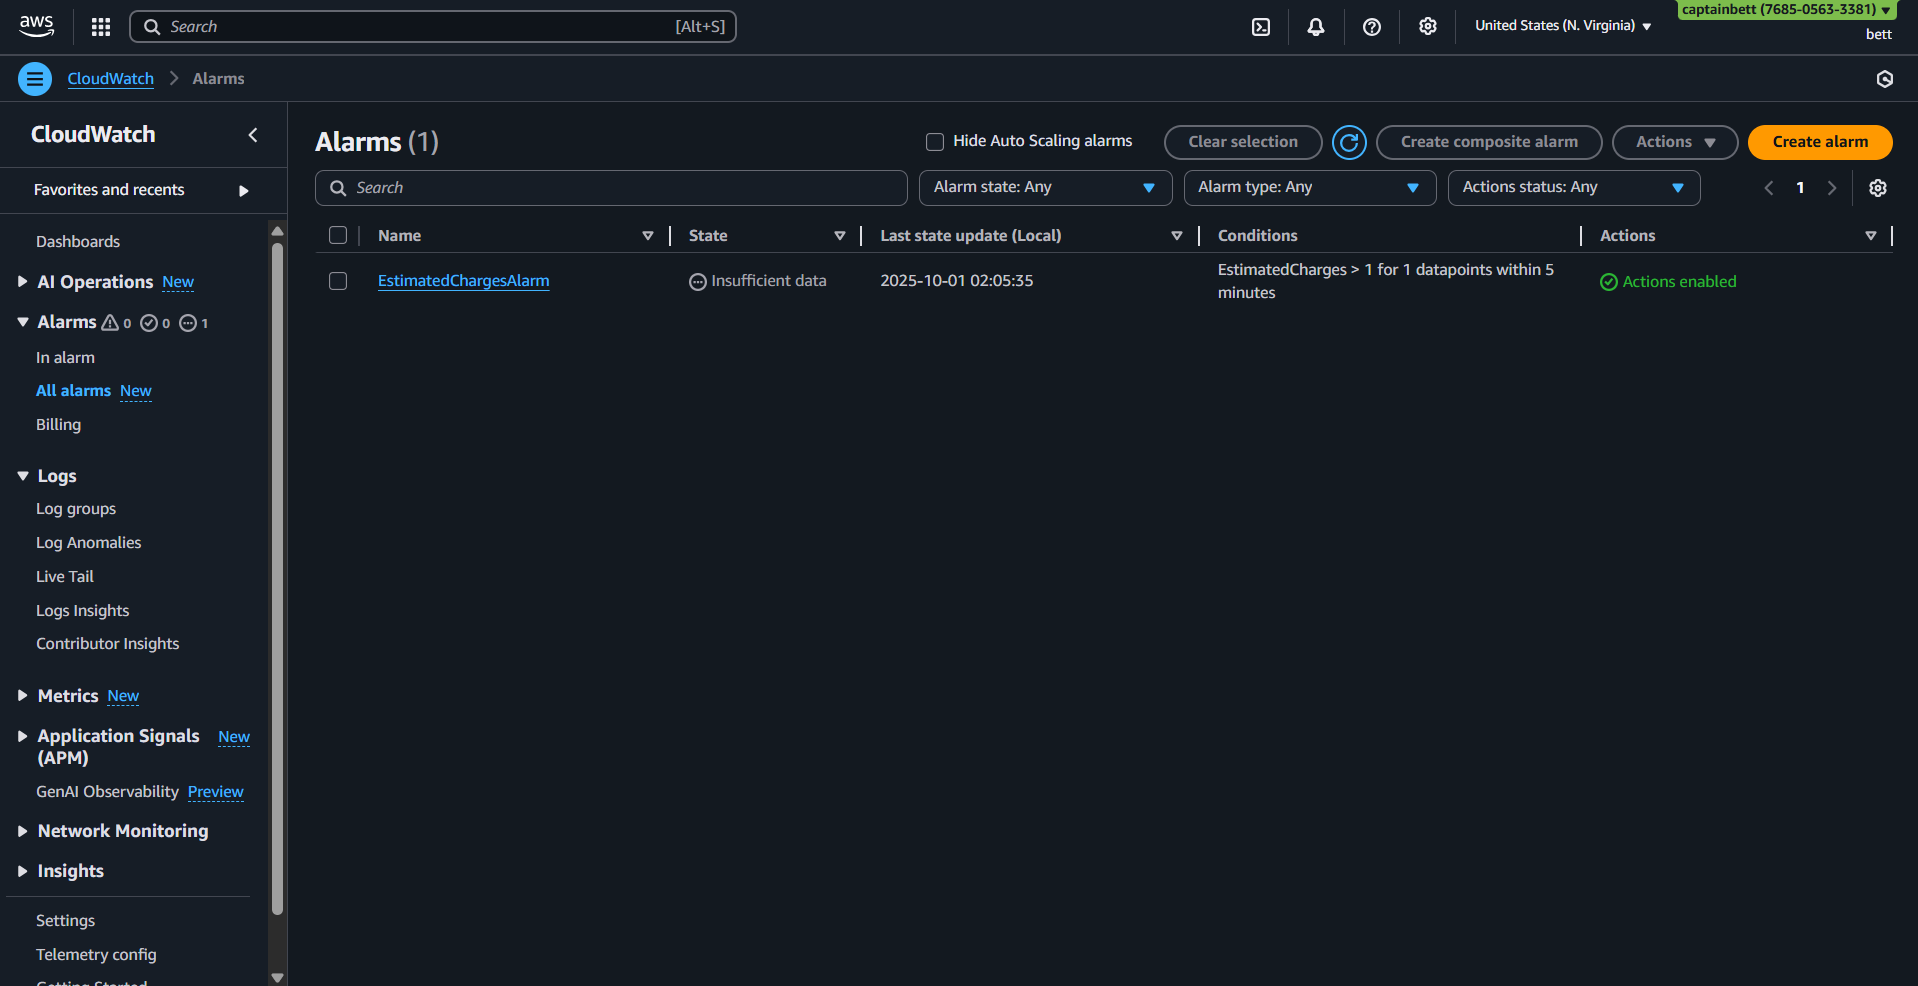 aws
Search [Alt+S]
United States (N. Virginia)
captainbett (7685-0563-3381)
bett
CloudWatch
Alarms
CloudWatch
Favorites and recents
Dashboards
AI Operations New
Alarms 0 0 1
In alarm
All alarms New
Billing
Logs
Log groups
Log Anomalies
Live Tail
Logs Insights
Contributor Insights
Metrics New
Application Signals New
(APM)
GenAI Observability Preview
Network Monitoring
Insights
Settings
Telemetry config
Getting Started
Alarms (1)
Hide Auto Scaling alarms
Clear selection
Create composite alarm
Actions
Create alarm
Search
Alarm state: Any
Alarm type: Any
Actions status: Any
1
Name State Last state update (Local) Conditions Actions
EstimatedChargesAlarm
Insufficient data
2025-10-01 02:05:35
EstimatedCharges > 1 for 1 datapoints within 5
minutes
Actions enabled